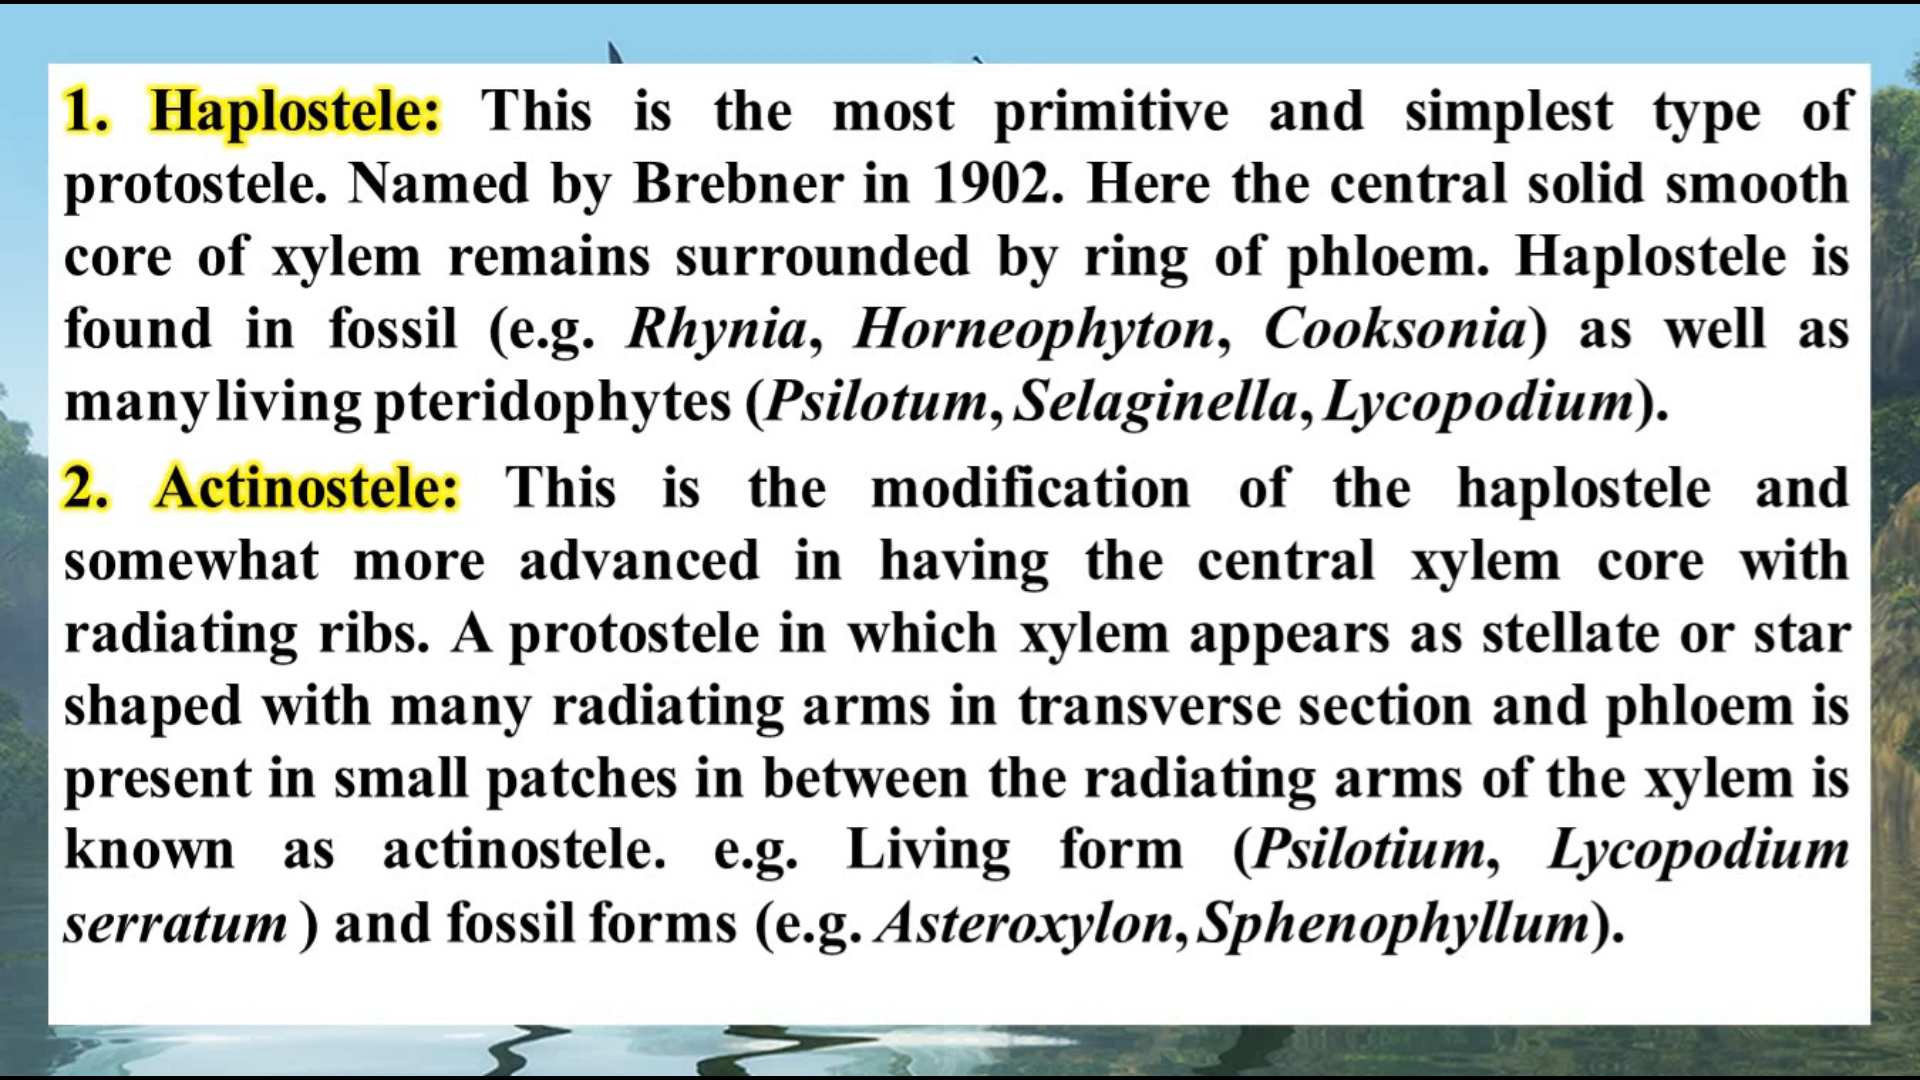 1. Haplostele: This is the most primitive and simplest type of
protostele. Named by Brebner in 1902. Here the central solid smooth
core of xylem remains surrounded by ring of phloem. Haplostele is
found in fossil (e.g. Rhynia, Horneophyton, Cooksonia) as well as
many living pteridophytes (Psilotum, Selaginella, Lycopodium).
2. Actinostele: This is the modification of the haplostele and
somewhat more advanced in having the central xylem core with
radiating ribs. A protostele in which xylem appears as stellate or star
shaped with many radiating arms in transverse section and phloem is
present in small patches in between the radiating arms of the xylem is
known as actinostele. e.g. Living form (Psilotium, Lycopodium
serratum ) and fossil forms (e.g. Asteroxylon, Sphenophyllum).